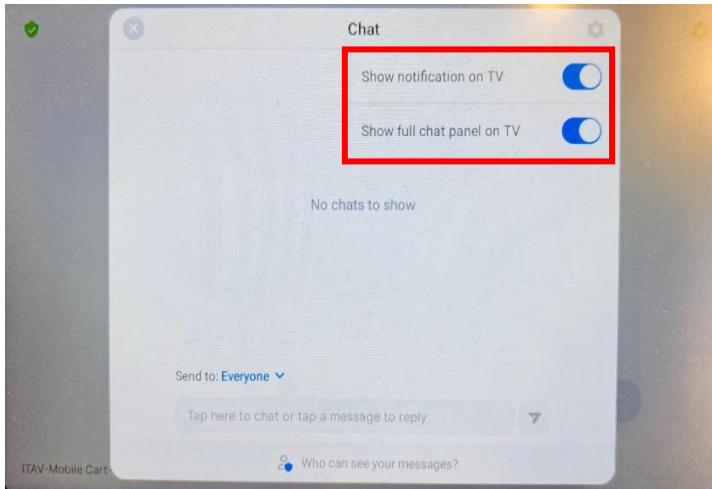 Chat
Show notification on TV
Show full chat panel on TV
No chats to show
Send to: Everyone
Tap here to chat or tap a message to reply
Who can see your messages?
ITAV-Mobile Cart-